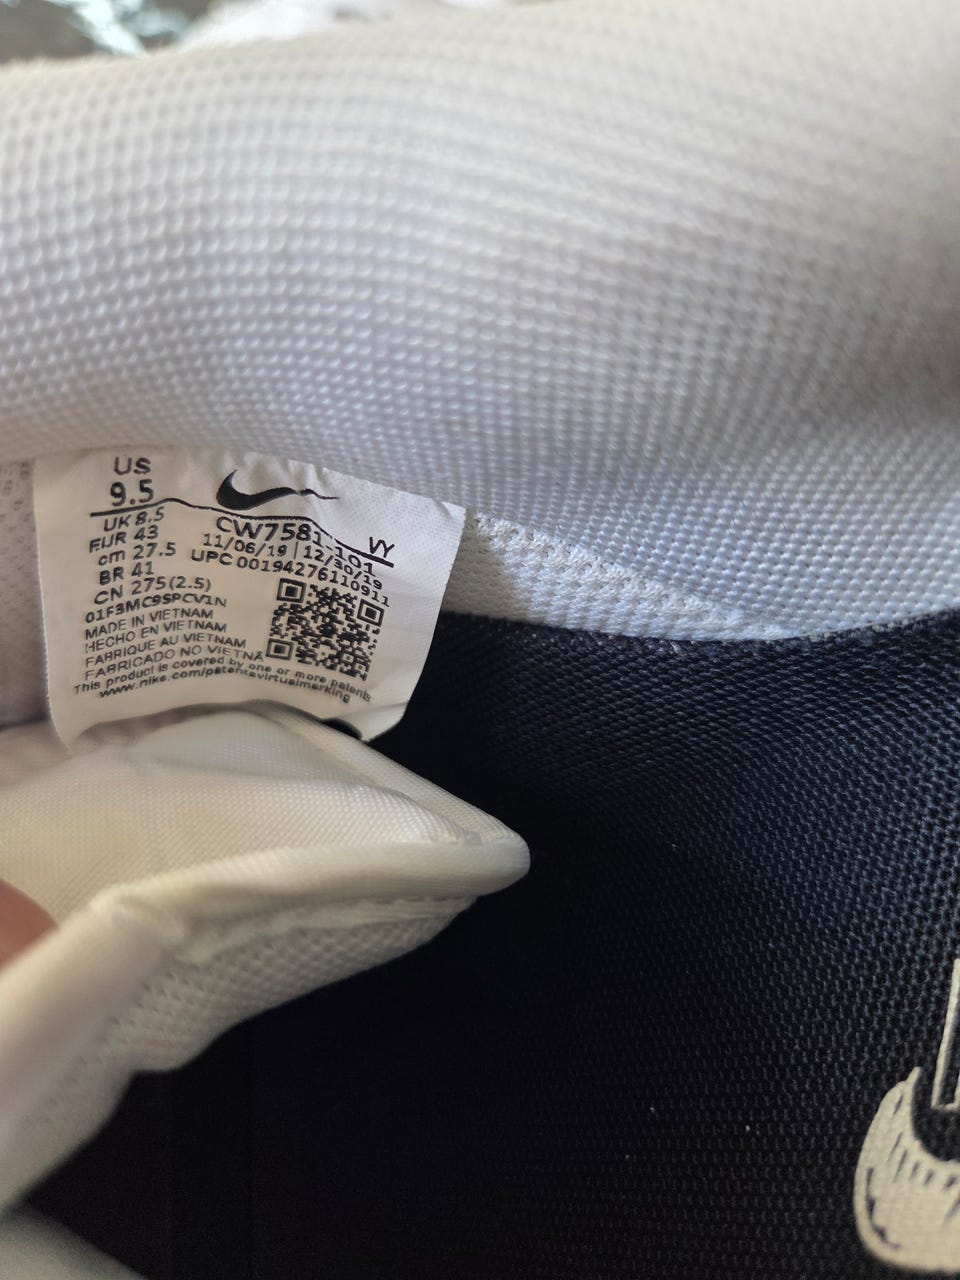 US
9.5
UK 8.5
EUR 43
cm 27.5
BR 41
CN 275(2.5)
CW7581-101 VY
11/06/19 | 12/30/19
UPC 00194276110911
01F3MC9SPCV1N
MADE IN VIETNAM
HECHO EN VIETNAM
FABRIQUE AU VIETNAM
FABRICADO NO VIETNÃ
This product is covered by one or more patents
www.nike.com/patentsvirtualmarking